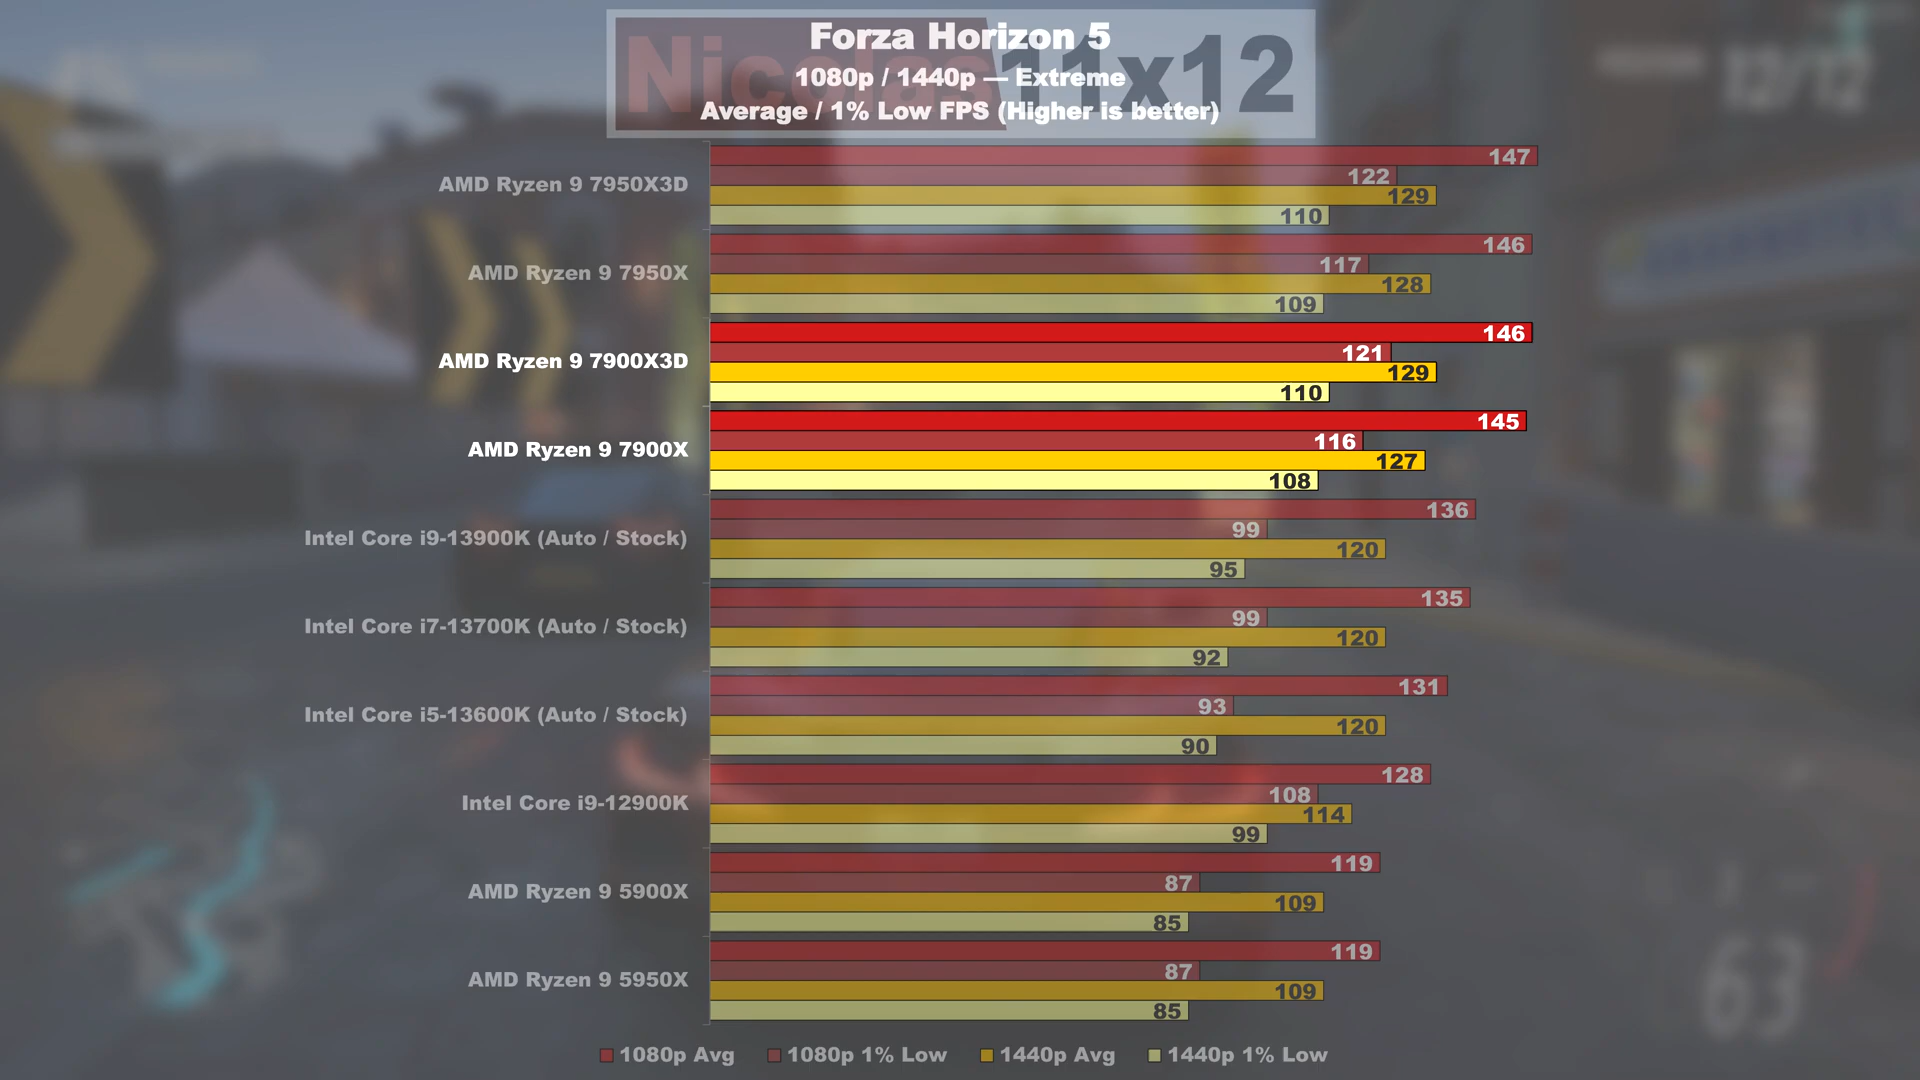 Nicolas11x12
Forza Horizon 5
1080p / 1440p — Extreme
Average / 1% Low FPS (Higher is better)
12/12
AMD Ryzen 9 7950X3D
147
122
129
110
AMD Ryzen 9 7950X
146
117
128
109
AMD Ryzen 9 7900X3D
146
121
129
110
AMD Ryzen 9 7900X
145
116
127
108
Intel Core i9-13900K (Auto / Stock)
136
99
120
95
Intel Core i7-13700K (Auto / Stock)
135
99
120
92
Intel Core i5-13600K (Auto / Stock)
131
93
120
90
Intel Core i9-12900K
128
108
114
99
AMD Ryzen 9 5900X
119
87
109
85
AMD Ryzen 9 5950X
119
87
109
85
63
1080p Avg
1080p 1% Low
1440p Avg
1440p 1% Low